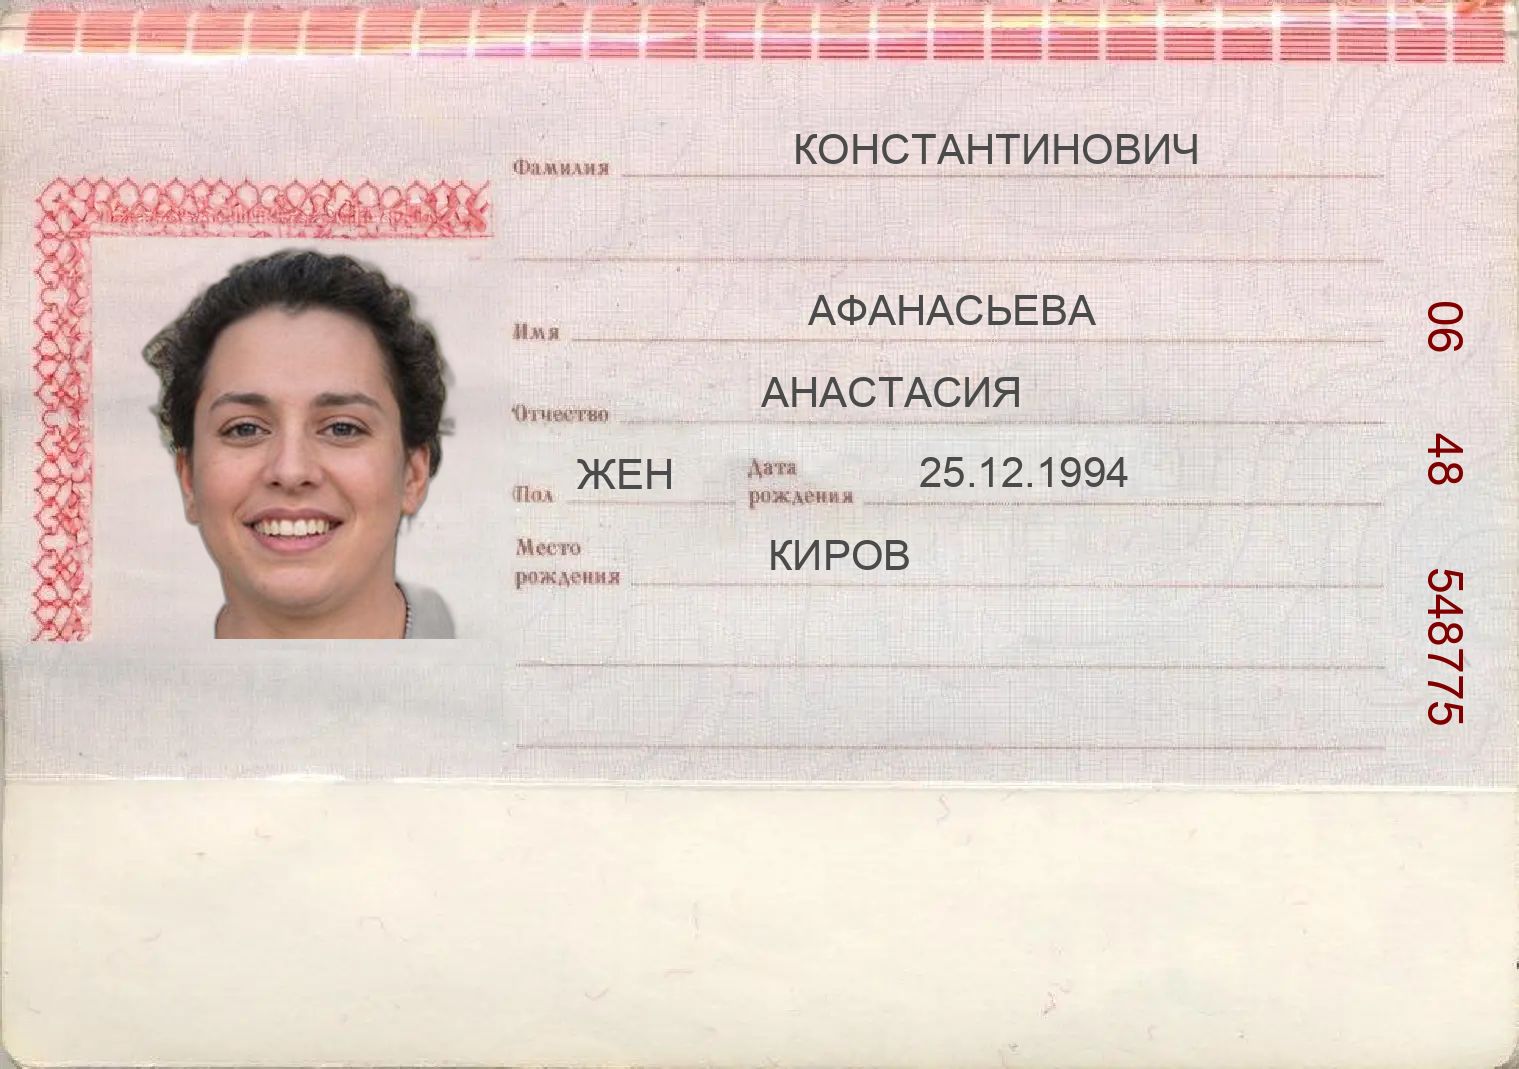 Фамилия КОНСТАНТИНОВИЧ
Имя АФАНАСЬЕВА
Отчество АНАСТАСИЯ
Пол ЖЕН Дата рождения 25.12.1994
Место рождения КИРОВ
06 48 548775